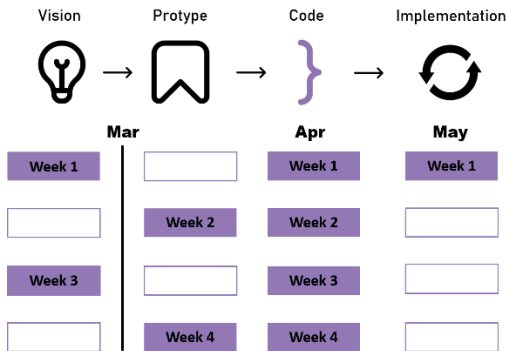 Vision Protype Code Implementation
Mar Apr May
Week 1 Week 1 Week 1
Week 2 Week 2
Week 3 Week 3
Week 4 Week 4